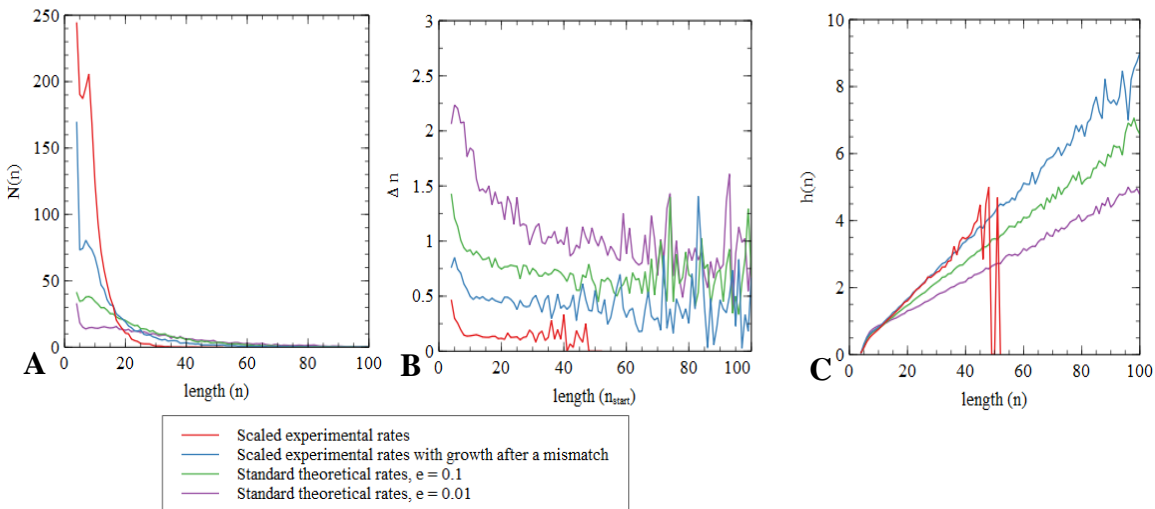 250
200
150
100
50
0
N(n)
0
20
40
60
80
100
length (n)
A
3
2.5
2
1.5
1
0.5
0
Δ n
0
20
40
60
80
100
length (nstart)
B
10
8
6
4
2
0
h(n)
0
20
40
60
80
100
length (n)
C
Scaled experimental rates
Scaled experimental rates with growth after a mismatch
Standard theoretical rates, e = 0.1
Standard theoretical rates, e = 0.01